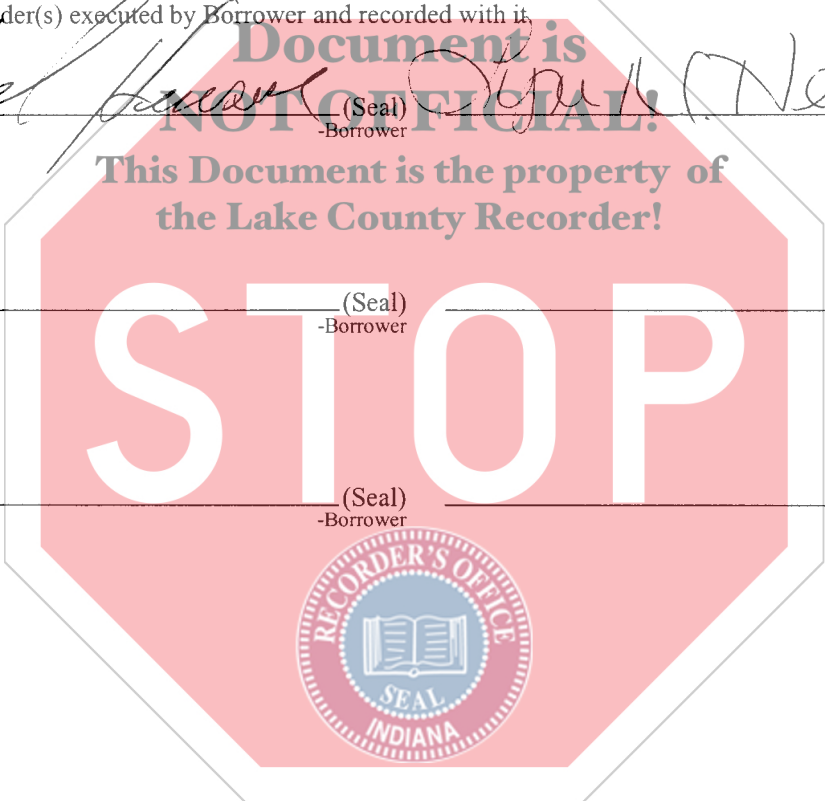 der(s) executed by Borrower and recorded with it.
Document is
NOT OFFICIAL!
(Seal)
-Borrower
This Document is the property of
the Lake County Recorder!
(Seal)
-Borrower
STOP
(Seal)
-Borrower
RECORDER'S OFFICE
SEAL
INDIANA